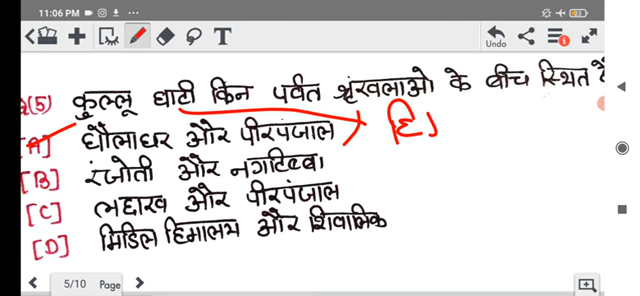 11:06 PM
Undo
Q(5) कुल्लू घाटी किन पर्वत श्रृंखलाओ के बीच स्थित है
[A] धौलाधर और पीरपंजाल हि
[B] रंजोती और नगटिब्बा
[C] लद्दाख और पीरपंजाल
[D] मिडिल हिमालय और शिवालिक
5/10 Page